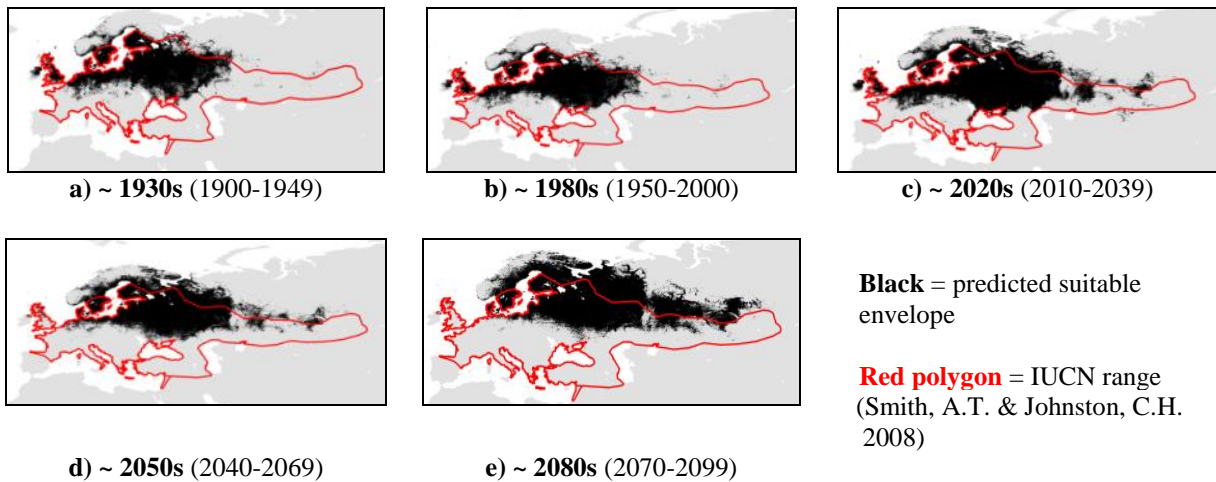 a) ~ 1930s (1900-1949)
b) ~ 1980s (1950-2000)
c) ~ 2020s (2010-2039)
Black = predicted suitable
envelope
Red polygon = IUCN range
(Smith, A.T. & Johnston, C.H.
2008)
d) ~ 2050s (2040-2069)
e) ~ 2080s (2070-2099)